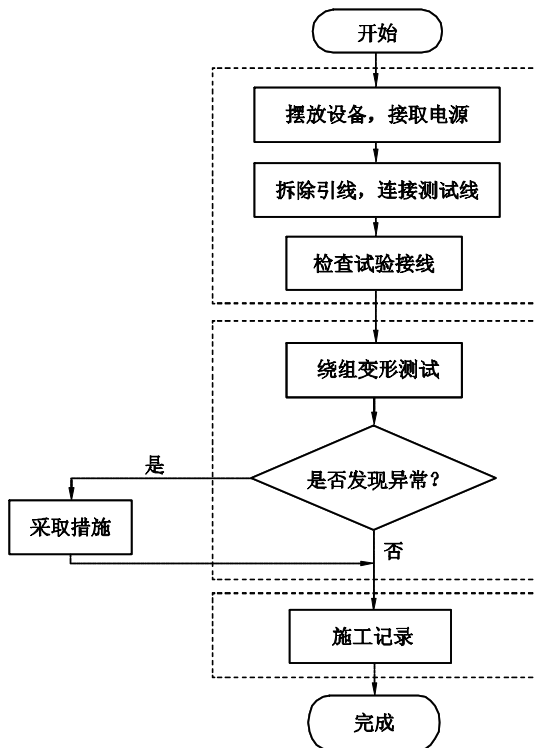 开始
摆放设备，接取电源
拆除引线，连接测试线
检查试验接线
绕组变形测试
是否发现异常？
是
采取措施
否
施工记录
完成